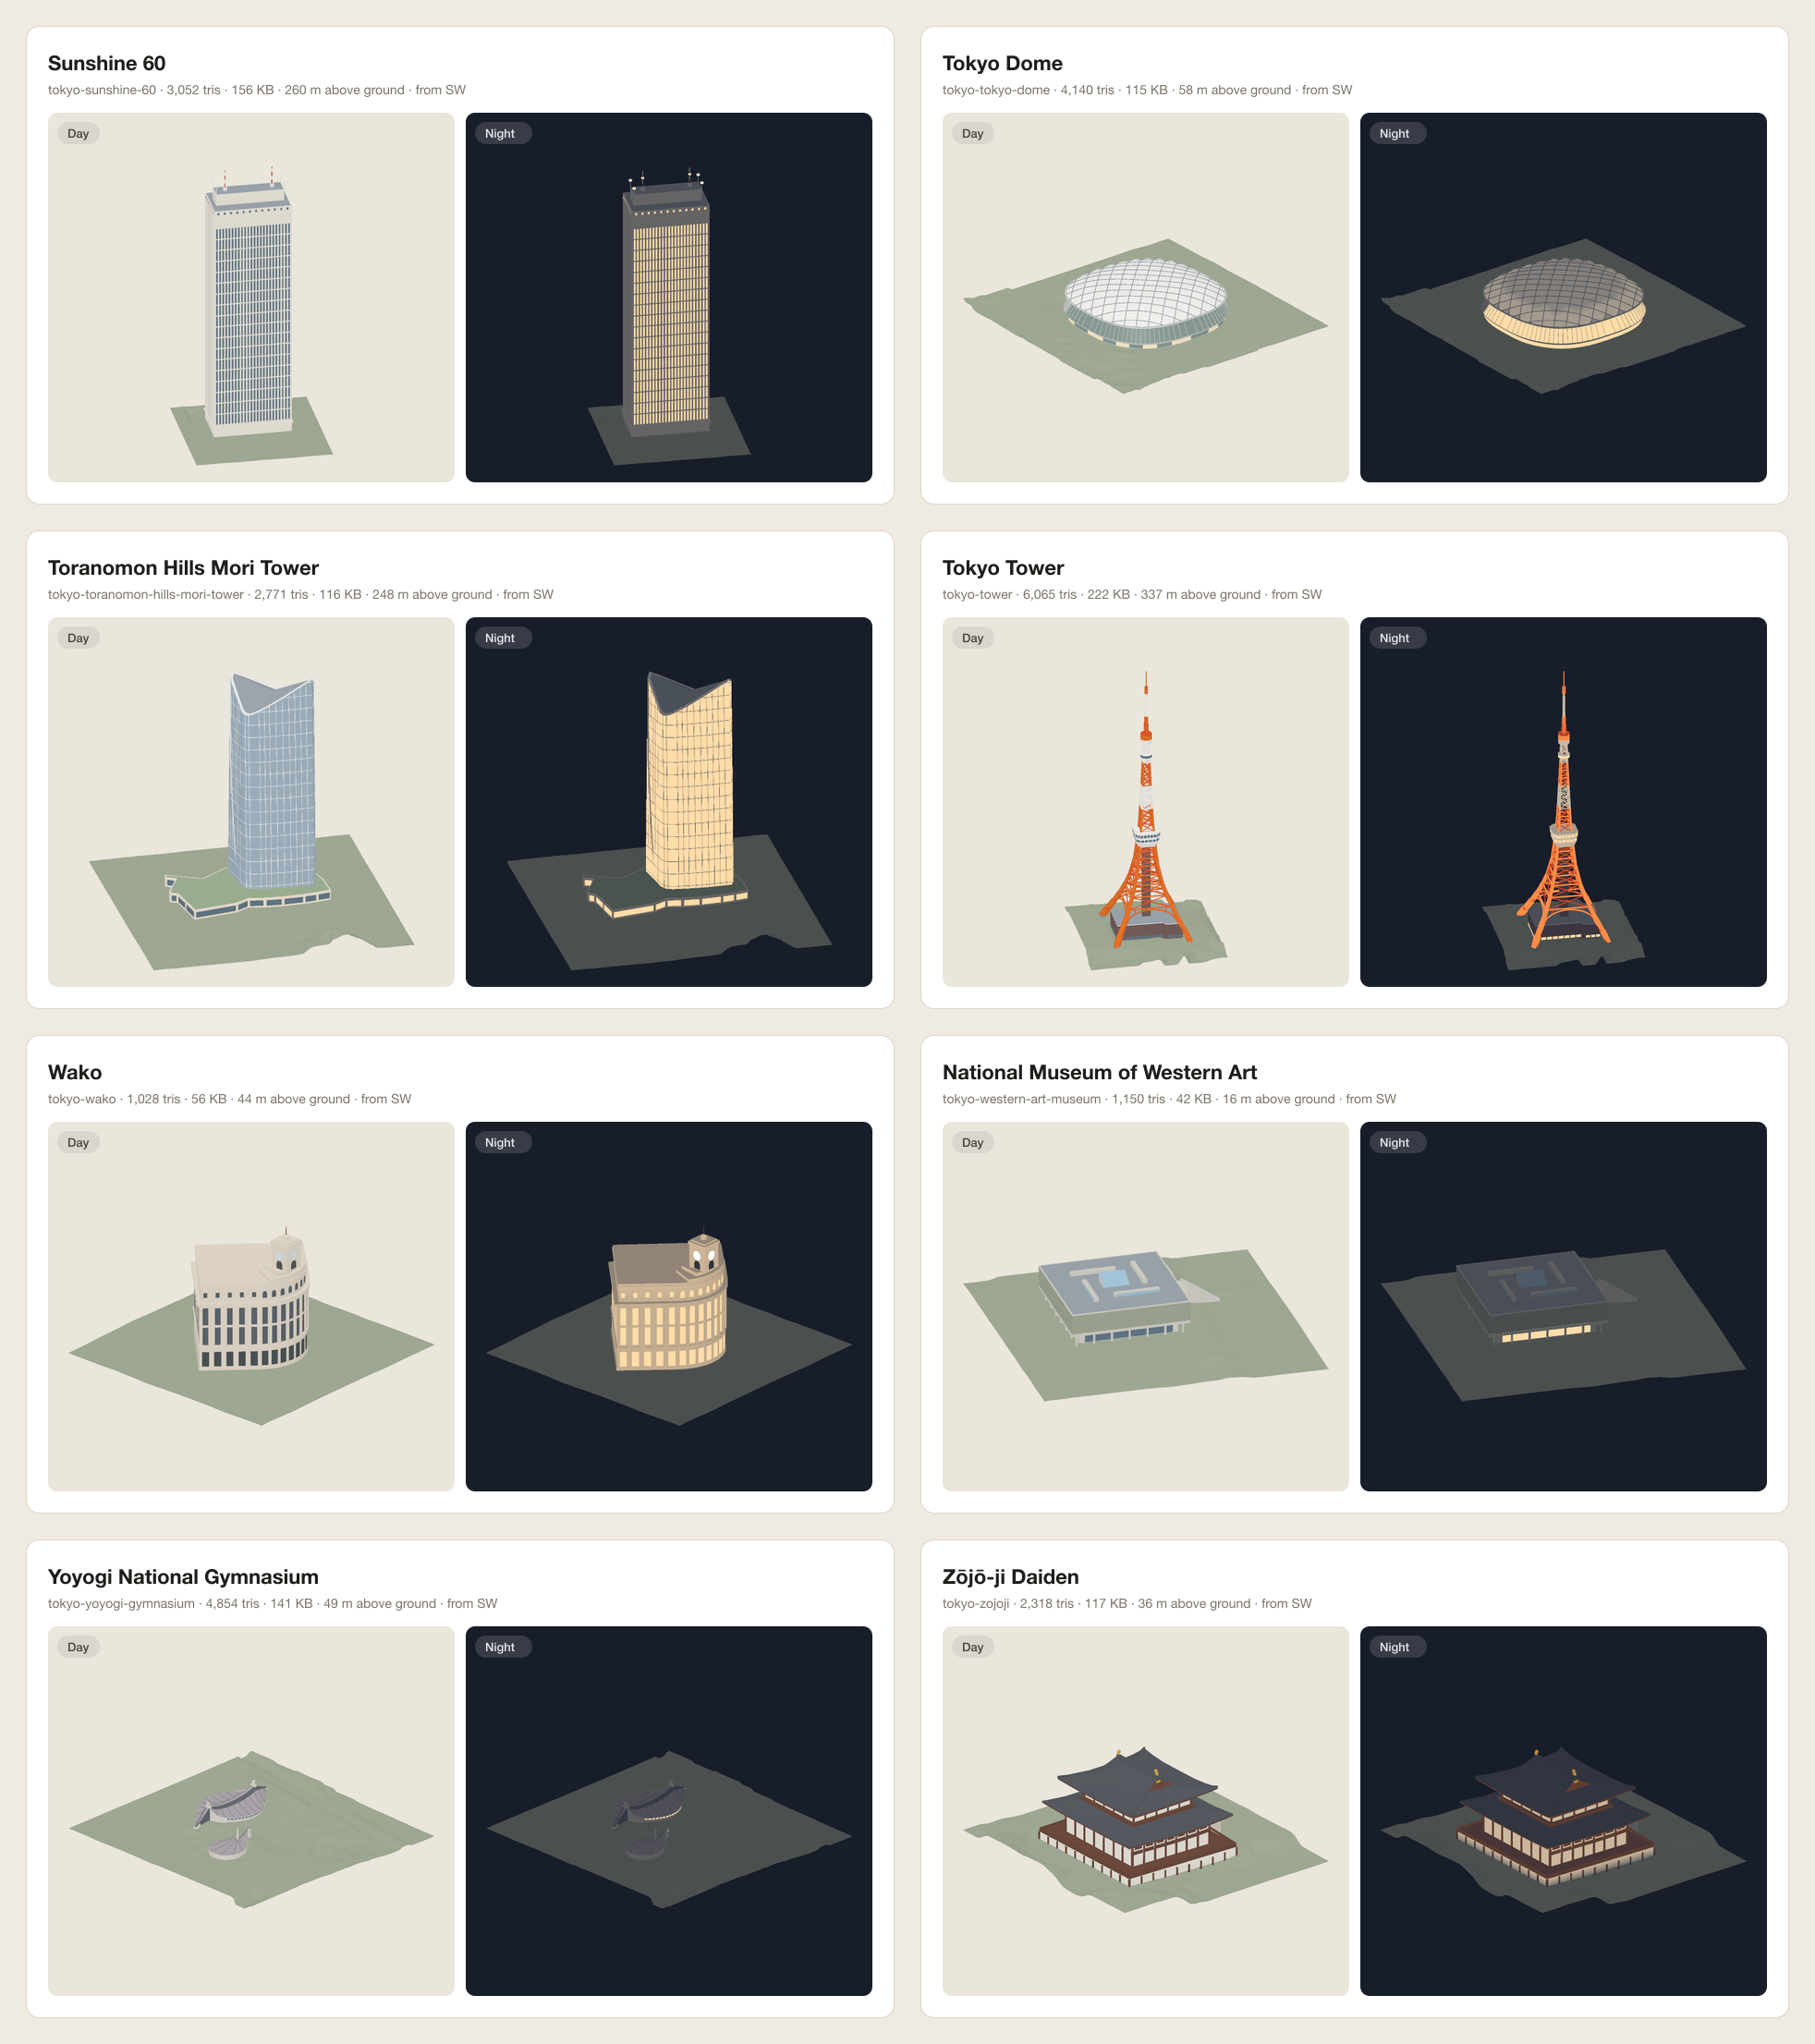 Sunshine 60
tokyo-sunshine-60 · 3,052 tris · 156 KB · 260 m above ground · from SW
Day
Night
Tokyo Dome
tokyo-tokyo-dome · 4,140 tris · 115 KB · 58 m above ground · from SW
Day
Night
Toranomon Hills Mori Tower
tokyo-toranomon-hills-mori-tower · 2,771 tris · 116 KB · 248 m above ground · from SW
Day
Night
Tokyo Tower
tokyo-tower · 6,065 tris · 222 KB · 337 m above ground · from SW
Day
Night
Wako
tokyo-wako · 1,028 tris · 56 KB · 44 m above ground · from SW
Day
Night
National Museum of Western Art
tokyo-western-art-museum · 1,150 tris · 42 KB · 16 m above ground · from SW
Day
Night
Yoyogi National Gymnasium
tokyo-yoyogi-gymnasium · 4,854 tris · 141 KB · 49 m above ground · from SW
Day
Night
Zōjō-ji Daiden
tokyo-zojoji · 2,318 tris · 117 KB · 36 m above ground · from SW
Day
Night